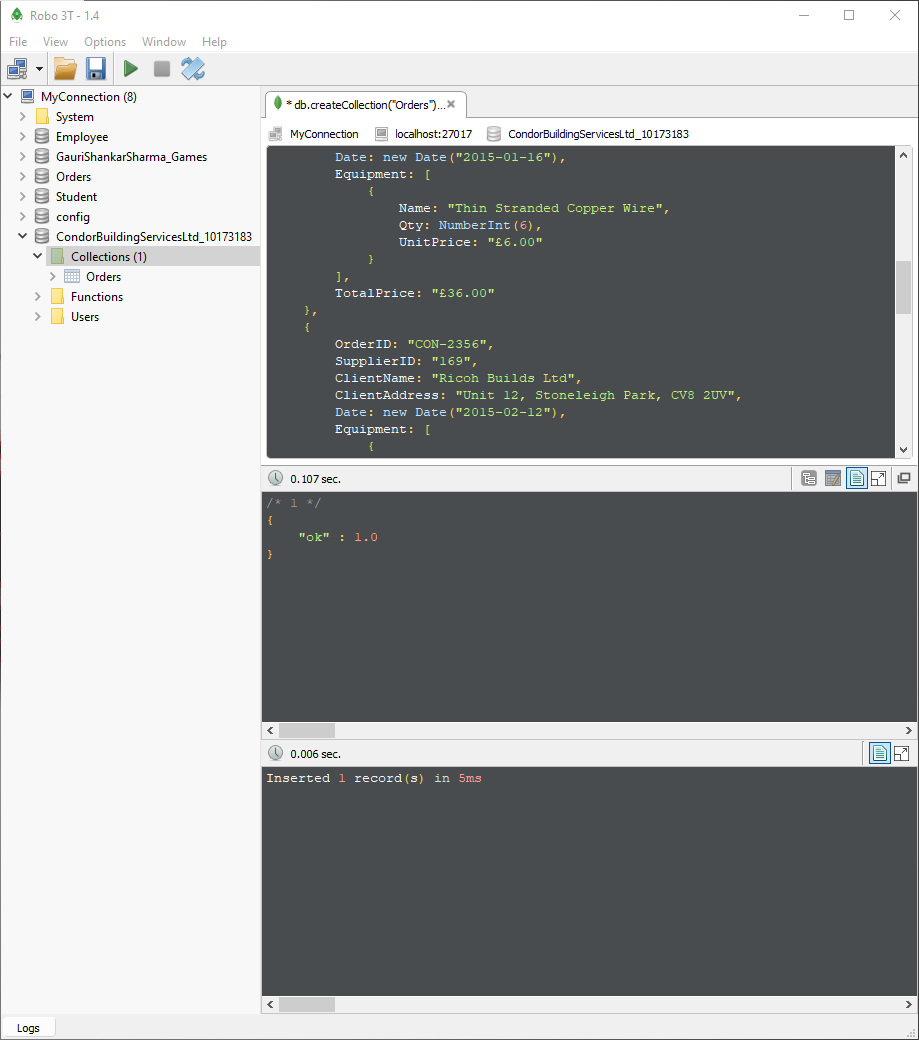 Robo 3T - 1.4
File View Options Window Help
MyConnection (8)
System
Employee
GauriShankarSharma_Games
Orders
Student
config
CondorBuildingServicesLtd_10173183
Collections (1)
Orders
Functions
Users
* db.createCollection("Orders")...
MyConnection localhost:27017 CondorBuildingServicesLtd_10173183
Date: new Date("2015-01-16"),
Equipment: [
{
Name: "Thin Stranded Copper Wire",
Qty: NumberInt(6),
UnitPrice: "£6.00"
}
],
TotalPrice: "£36.00"
},
{
OrderID: "CON-2356",
SupplierID: "169",
ClientName: "Ricoh Builds Ltd",
ClientAddress: "Unit 12, Stoneleigh Park, CV8 2UV",
Date: new Date("2015-02-12"),
Equipment: [
{
0.107 sec.
/* 1 */
{
"ok" : 1.0
}
0.006 sec.
Inserted 1 record(s) in 5ms
Logs